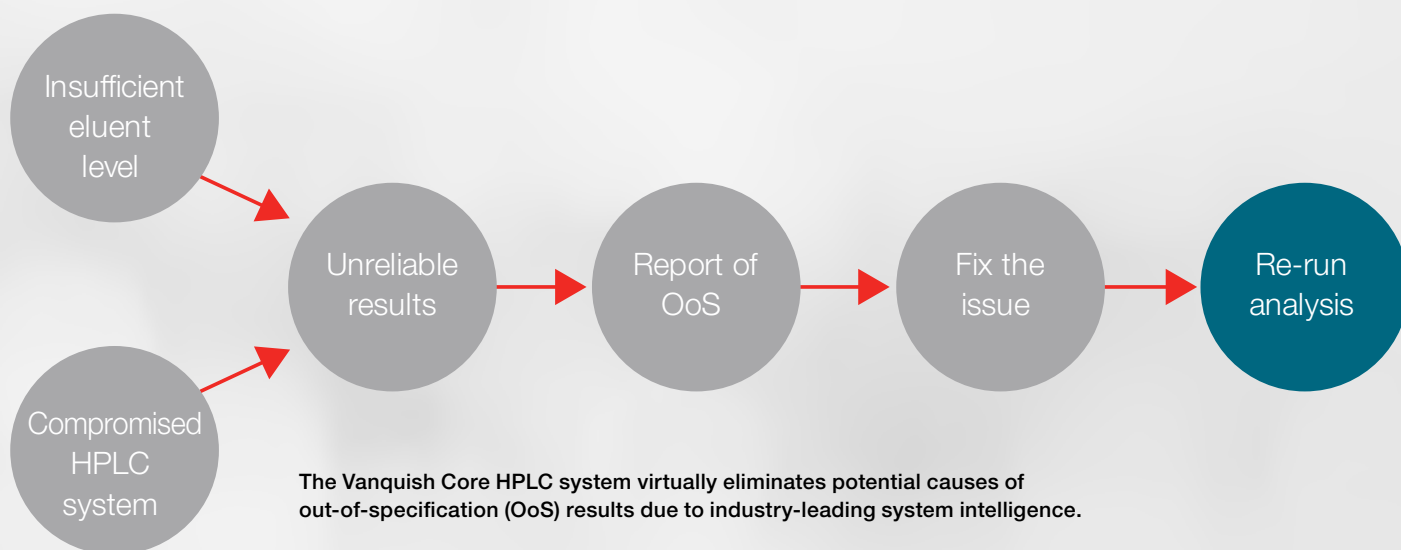 Insufficient
eluent
level
Compromised
HPLC
system
Unreliable
results
Report of
OoS
Fix the
issue
Re-run
analysis
The Vanquish Core HPLC system virtually eliminates potential causes of
out-of-specification (OoS) results due to industry-leading system intelligence.